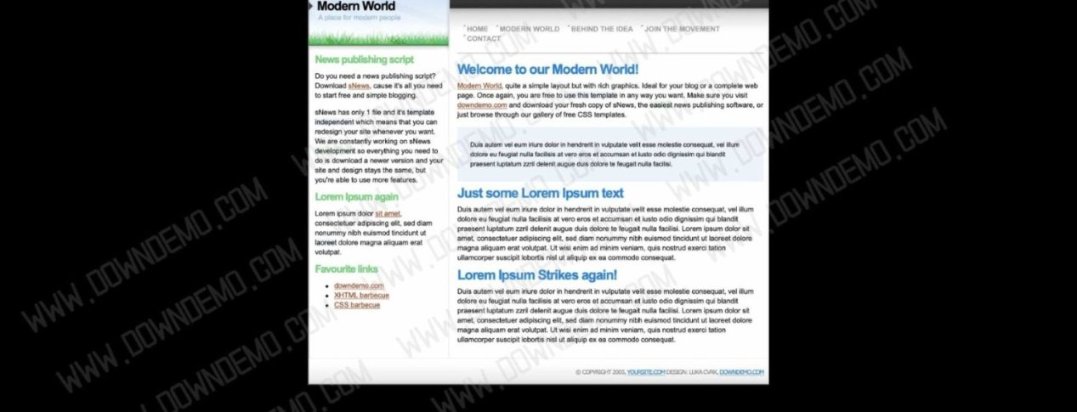 Modern World
A place for modern people
HOME MODERN WORLD BEHIND THE IDEA JOIN THE MOVEMENT
CONTACT
News publishing script
Do you need a news publishing script?
Download sNews, cause it's all you need
to start free and simple blogging.
sNews has only 1 file and it's template
independent which means that you can
redesign your site whenever you want.
We are constantly working on sNews
development so everything you need to
do is download a newer version and your
site and design stays the same, but
you're able to use more features.
Lorem Ipsum again
Lorem ipsum dolor sit amet,
consectetuer adipiscing elit, sed diam
nonummy nibh euismod tincidunt ut
laoreet dolore magna aliquam erat
volutpat.
Favourite links
downdemo.com
XHTML barbecue
CSS barbecue
Welcome to our Modern World!
Modern World, quite a simple layout but with rich graphics. Ideal for your blog or a complete web
page. Once again, you are free to use this template in any way you want. Make sure you visit
downdemo.com and download your fresh copy of sNews, the easiest news publishing software, or
just browse through our gallery of free CSS templates.
Duis autem vel eum iriure dolor in hendrerit in vulputate velit esse molestie consequat, vel illum
dolore eu feugiat nulla facilisis at vero eros et accumsan et iusto odio dignissim qui blandit
praesent luptatum zzril delenit augue duis dolore te feugait nulla facilisi.
Just some Lorem Ipsum text
Duis autem vel eum iriure dolor in hendrerit in vulputate velit esse molestie consequat, vel illum
dolore eu feugiat nulla facilisis at vero eros et accumsan et iusto odio dignissim qui blandit
praesent luptatum zzril delenit augue duis dolore te feugait nulla facilisi. Lorem ipsum dolor sit
amet, consectetuer adipiscing elit, sed diam nonummy nibh euismod tincidunt ut laoreet dolore
magna aliquam erat volutpat. Ut wisi enim ad minim veniam, quis nostrud exerci tation
ullamcorper suscipit lobortis nisl ut aliquip ex ea commodo consequat.
Lorem Ipsum Strikes again!
Duis autem vel eum iriure dolor in hendrerit in vulputate velit esse molestie consequat, vel illum
dolore eu feugiat nulla facilisis at vero eros et accumsan et iusto odio dignissim qui blandit
praesent luptatum zzril delenit augue duis dolore te feugait nulla facilisi. Lorem ipsum dolor sit
amet, consectetuer adipiscing elit, sed diam nonummy nibh euismod tincidunt ut laoreet dolore
magna aliquam erat volutpat. Ut wisi enim ad minim veniam, quis nostrud exerci tation
ullamcorper suscipit lobortis nisl ut aliquip ex ea commodo consequat.
© COPYRIGHT 2005, YOURSITE.COM DESIGN: LUKA CVRK, DOWNDEMO.COM
WWW.DOWNDEMO.COM
WWW.DOWNDEMO.COM
WWW.DOWNDEMO.COM
WWW.DOWNDEMO.COM